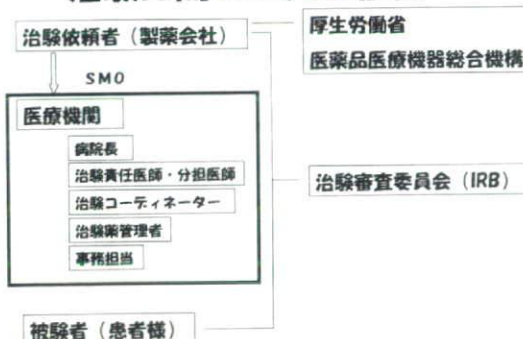 治験依頼者（製薬会社）
厚生労働省
医薬品医療機器総合機構
SMO
医療機関
病院長
治験責任医師・分担医師
治験コーディネーター
治験薬管理者
事務担当
治験審査委員会（IRB）
被験者（患者様）